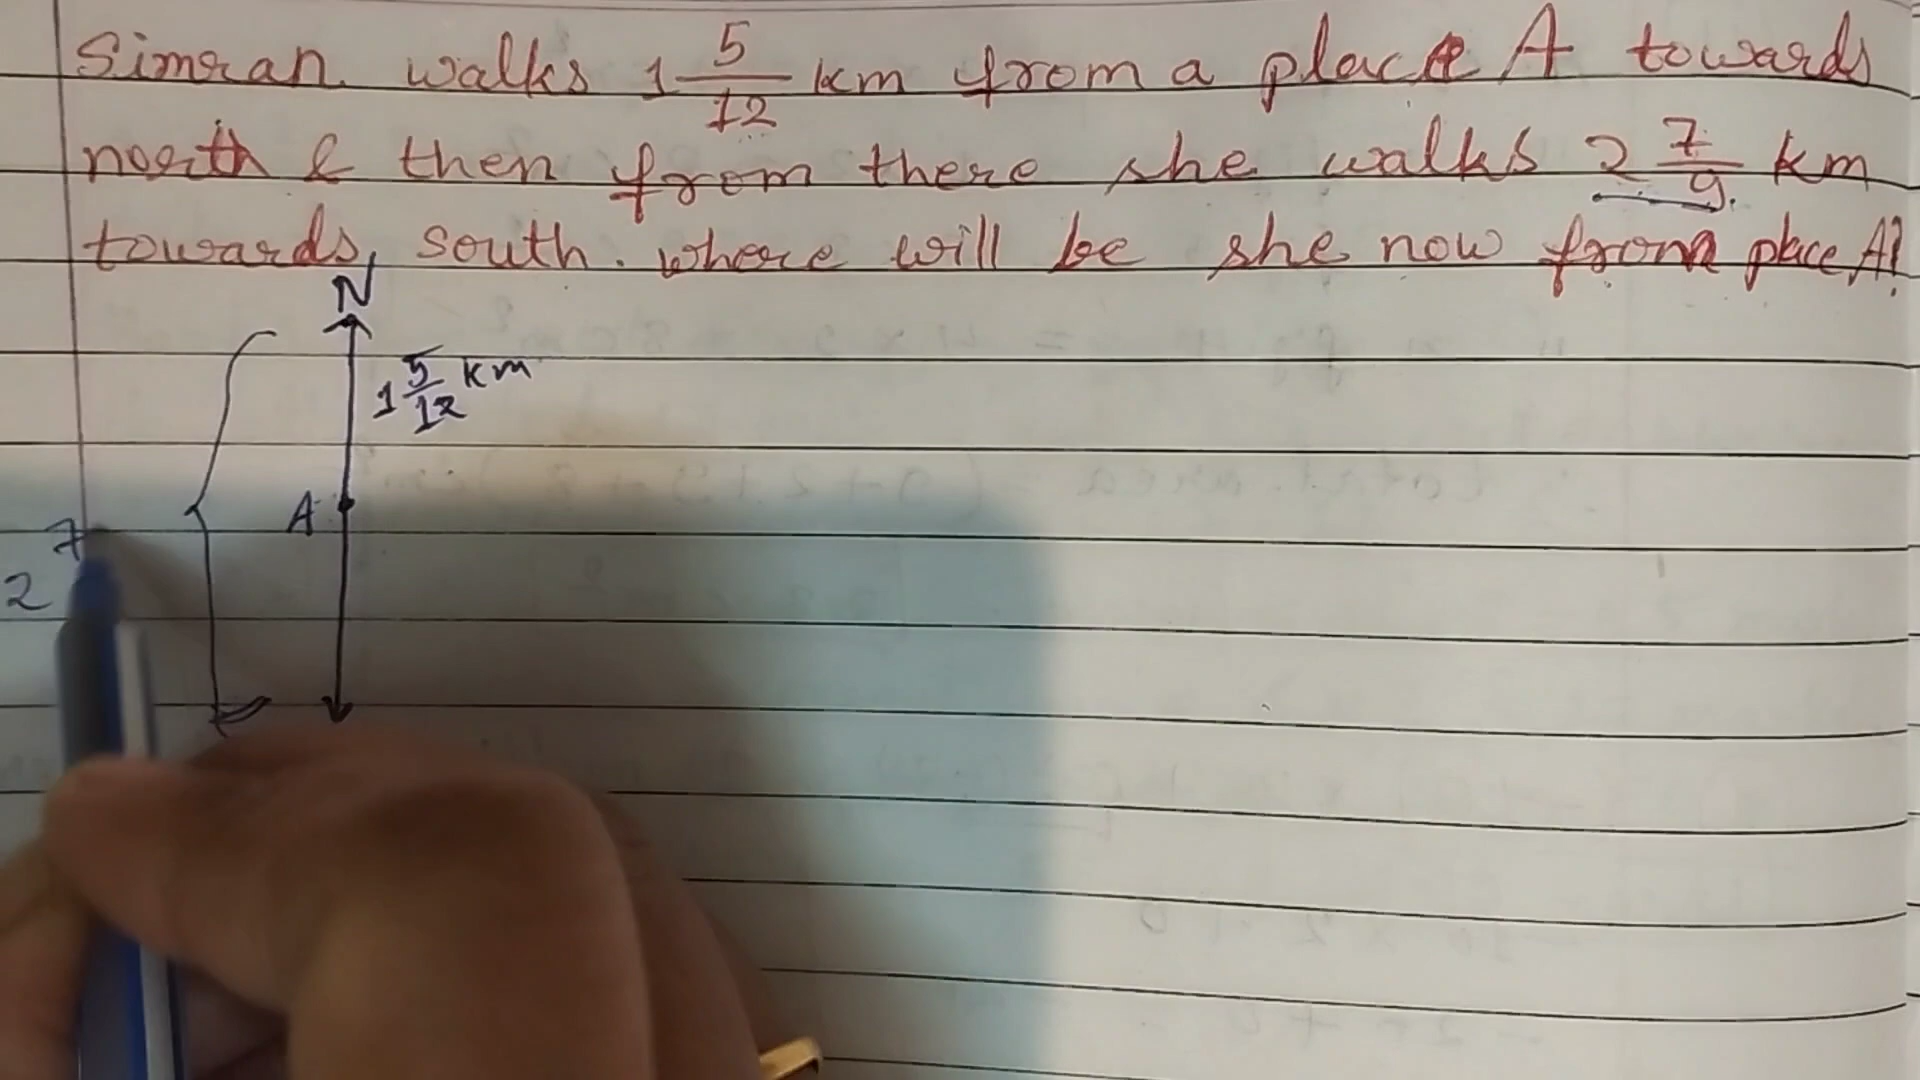 Simran walks 1 5/12 km from a place A towards
north & then from there she walks 2 7/9 km
towards south. where will be she now from place A?
N
1 5/12 km
A
2 7